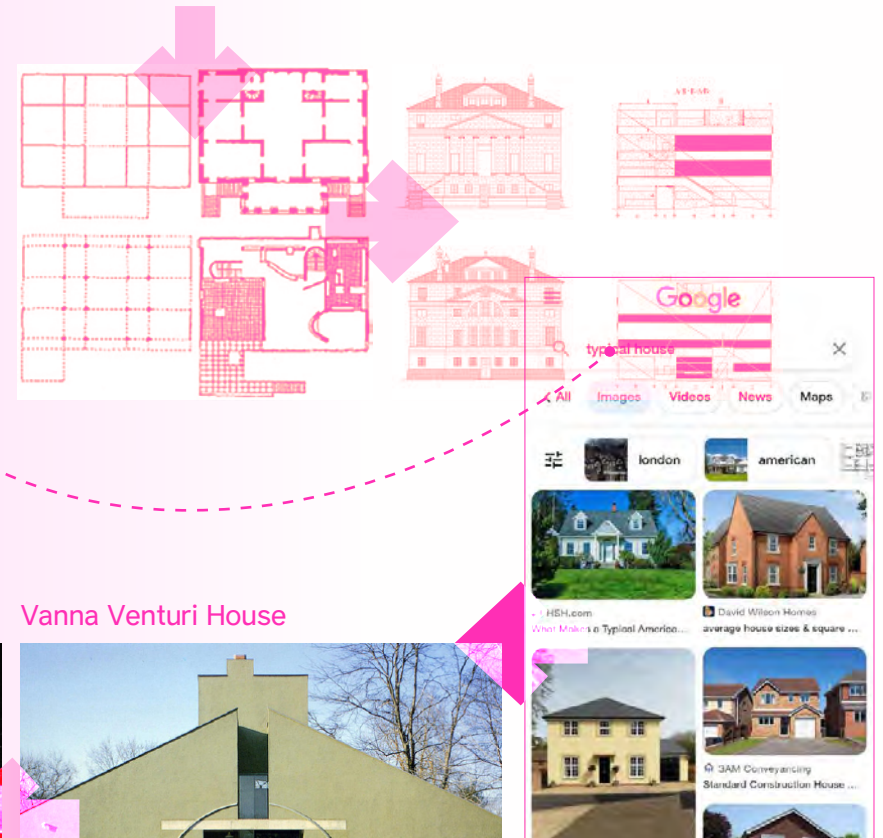 Google
typical house
All Images Videos News Maps
london american
HSH.com
What Makes a Typical America...
David Wilson Homes
average house sizes & square ...
Vanna Venturi House
SAM Conveyancing
Standard Construction House ...